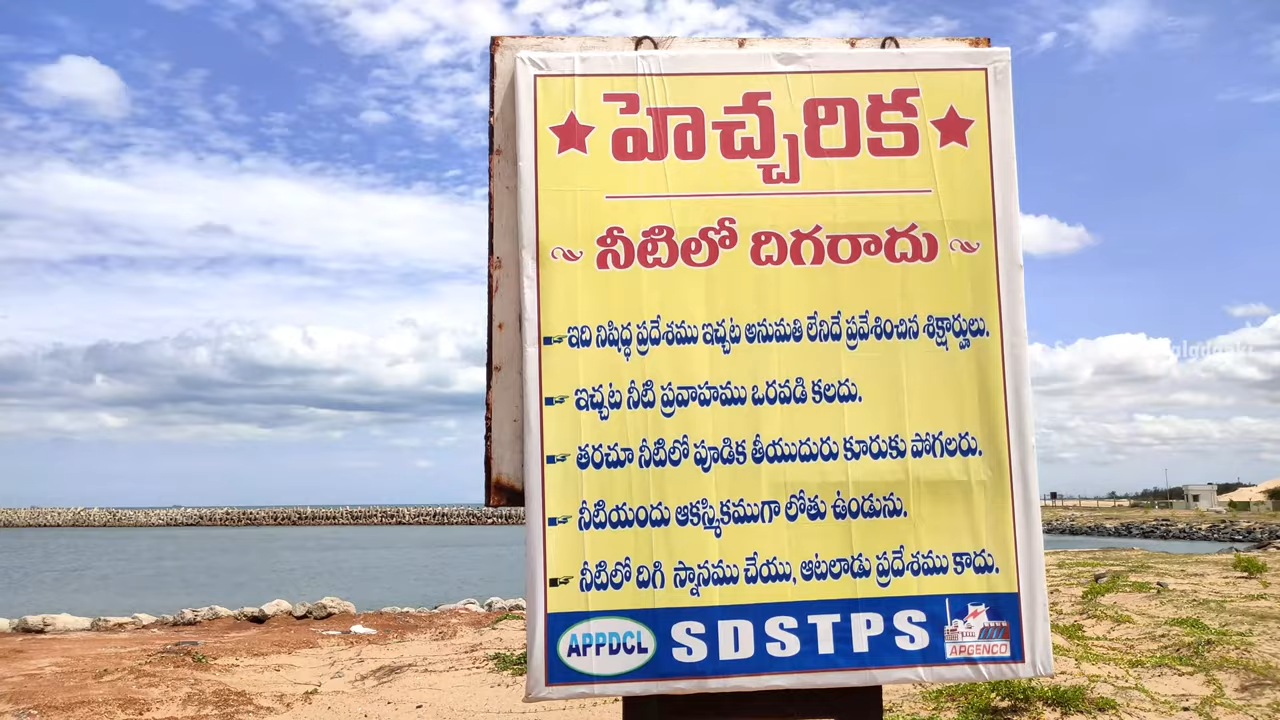 హెచ్చరిక
నీటిలో దిగరాదు
ఇది నిషిద్ధ ప్రదేశము ఇచ్చట అనుమతి లేనిదే ప్రవేశించిన శిక్షార్హులు.
ఇచ్చట నీటి ప్రవాహము ఒరవడి కలదు.
తరచూ నీటిలో పూడిక తీయుదురు కూరుకు పోగలరు.
నీటియందు ఆకస్మికముగా లోతు ఉండును.
నీటిలో దిగి స్నానము చేయు, ఆటలాడు ప్రదేశము కాదు.
APPDCL SDSTPS APGENCO